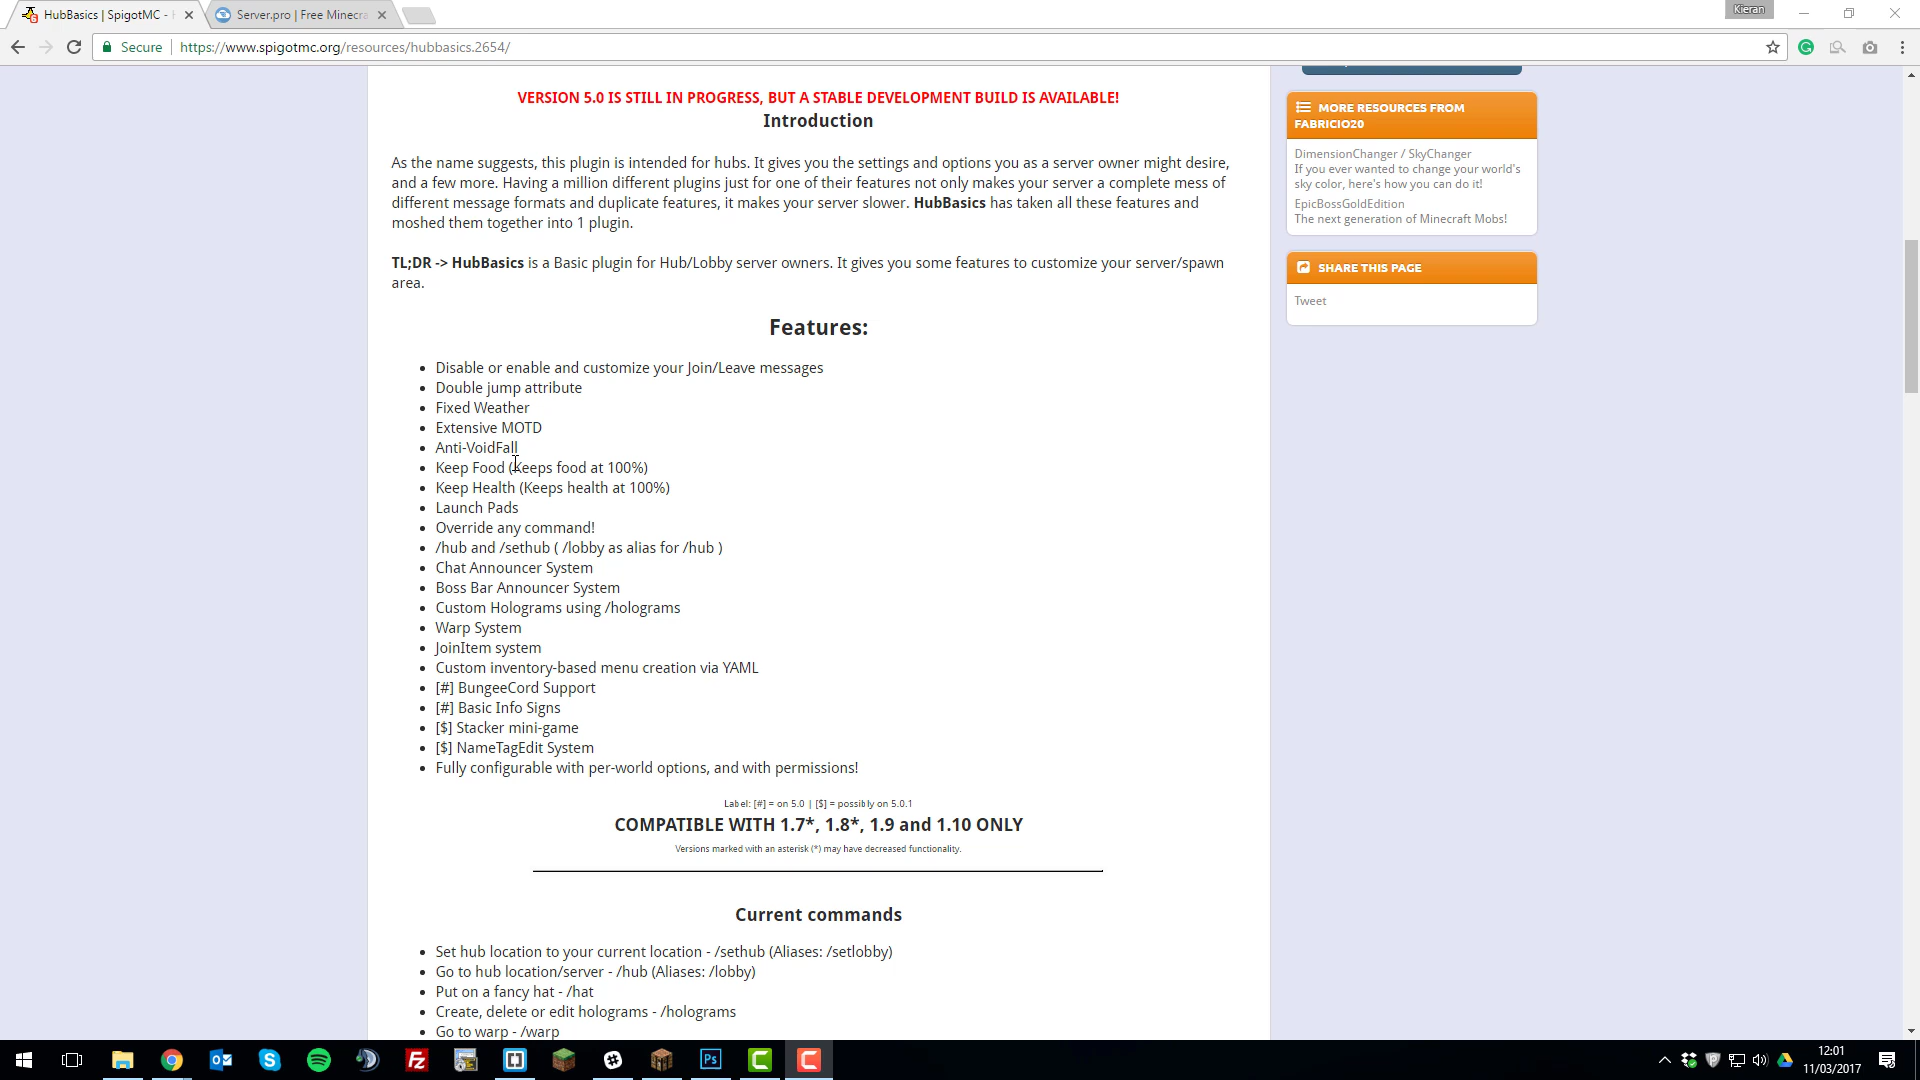 HubBasics | SpigotMC -
Server.pro | Free Minecra
Kieran
Secure
https://www.spigotmc.org/resources/hubbasics.2654/
VERSION 5.0 IS STILL IN PROGRESS, BUT A STABLE DEVELOPMENT BUILD IS AVAILABLE!
Introduction
As the name suggests, this plugin is intended for hubs. It gives you the settings and options you as a server owner might desire,
and a few more. Having a million different plugins just for one of their features not only makes your server a complete mess of
different message formats and duplicate features, it makes your server slower. HubBasics has taken all these features and
moshed them together into 1 plugin.
TL;DR -> HubBasics is a Basic plugin for Hub/Lobby server owners. It gives you some features to customize your server/spawn
area.
Features:
• Disable or enable and customize your Join/Leave messages
• Double jump attribute
• Fixed Weather
• Extensive MOTD
• Anti-VoidFall
• Keep Food (Keeps food at 100%)
• Keep Health (Keeps health at 100%)
• Launch Pads
• Override any command!
• /hub and /sethub ( /lobby as alias for /hub )
• Chat Announcer System
• Boss Bar Announcer System
• Custom Holograms using /holograms
• Warp System
• JoinItem system
• Custom inventory-based menu creation via YAML
• [#] BungeeCord Support
• [#] Basic Info Signs
• [$] Stacker mini-game
• [$] NameTagEdit System
• Fully configurable with per-world options, and with permissions!
Label: [#] = on 5.0 | [$] = possibly on 5.0.1
COMPATIBLE WITH 1.7*, 1.8*, 1.9 and 1.10 ONLY
Versions marked with an asterisk (*) may have decreased functionality.
Current commands
• Set hub location to your current location - /sethub (Aliases: /setlobby)
• Go to hub location/server - /hub (Aliases: /lobby)
• Put on a fancy hat - /hat
• Create, delete or edit holograms - /holograms
• Go to warp - /warp
MORE RESOURCES FROM
FABRICIO20
DimensionChanger / SkyChanger
If you ever wanted to change your world's
sky color, here's how you can do it!
EpicBossGoldEdition
The next generation of Minecraft Mobs!
SHARE THIS PAGE
Tweet
12:01
11/03/2017